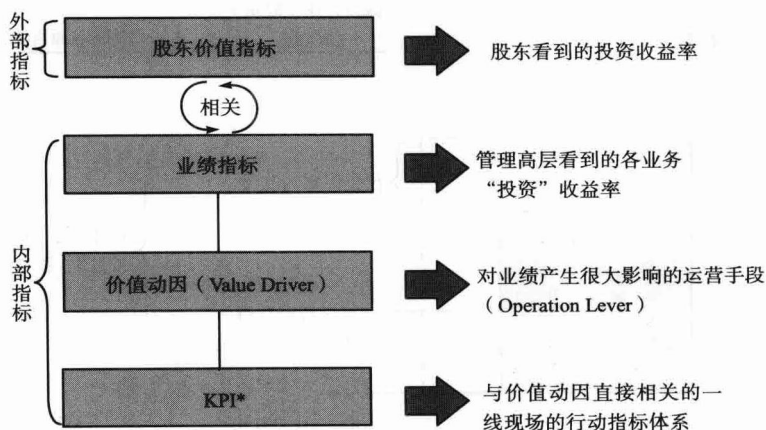 外部指标
股东价值指标
股东看到的投资收益率
相关
内部指标
业绩指标
管理高层看到的各业务
“投资”收益率
价值动因（Value Driver）
对业绩产生很大影响的运营手段
（Operation Lever）
KPI*
与价值动因直接相关的一
线现场的行动指标体系